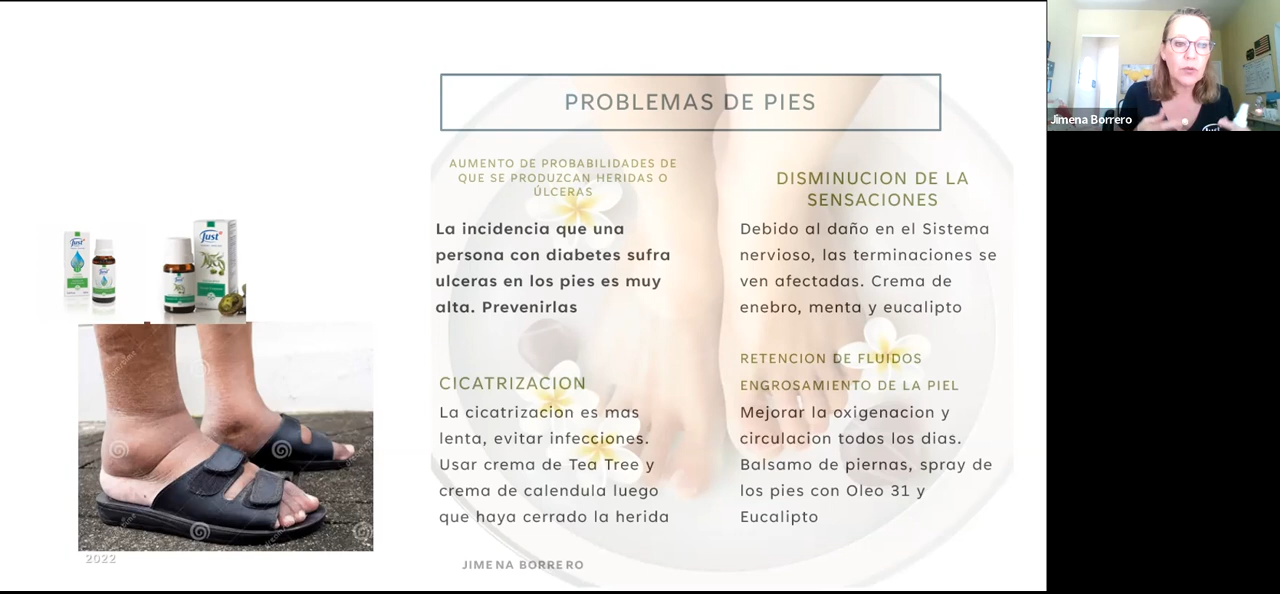 PROBLEMAS DE PIES
AUMENTO DE PROBABILIDADES DE
QUE SE PRODUZCAN HERIDAS O
ÚLCERAS
La incidencia que una
persona con diabetes sufra
ulceras en los pies es muy
alta. Prevenirlas
CICATRIZACION
La cicatrizacion es mas
lenta, evitar infecciones.
Usar crema de Tea Tree y
crema de calendula luego
que haya cerrado la herida
DISMINUCION DE LA
SENSACIONES
Debido al daño en el Sistema
nervioso, las terminaciones se
ven afectadas. Crema de
enebro, menta y eucalipto
RETENCION DE FLUIDOS
ENGROSAMIENTO DE LA PIEL
Mejorar la oxigenacion y
circulacion todos los dias.
Balsamo de piernas, spray de
los pies con Oleo 31 y
Eucalipto
Just
Just
2022
JIMENA BORRERO
Jimena Borrero
Just